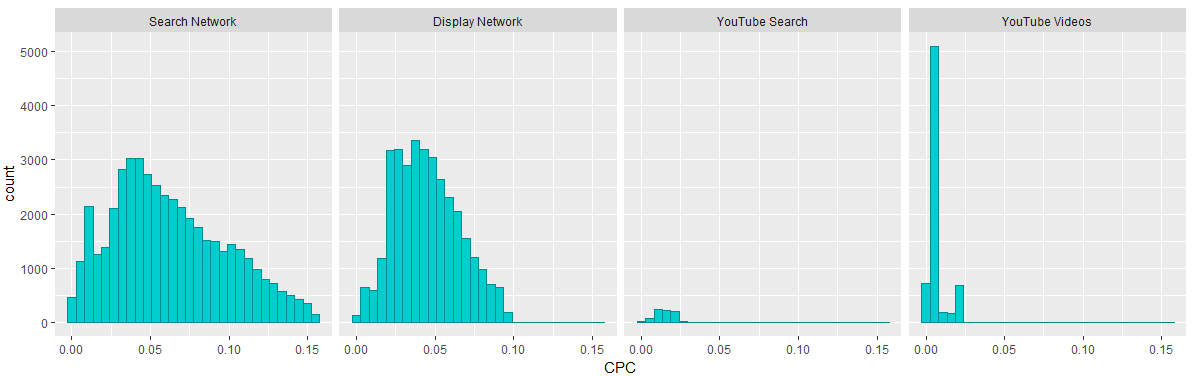 Search Network
Display Network
YouTube Search
YouTube Videos
5000
4000
3000
2000
1000
0
count
0.00 0.05 0.10 0.15
0.00 0.05 0.10 0.15
0.00 0.05 0.10 0.15
0.00 0.05 0.10 0.15
CPC